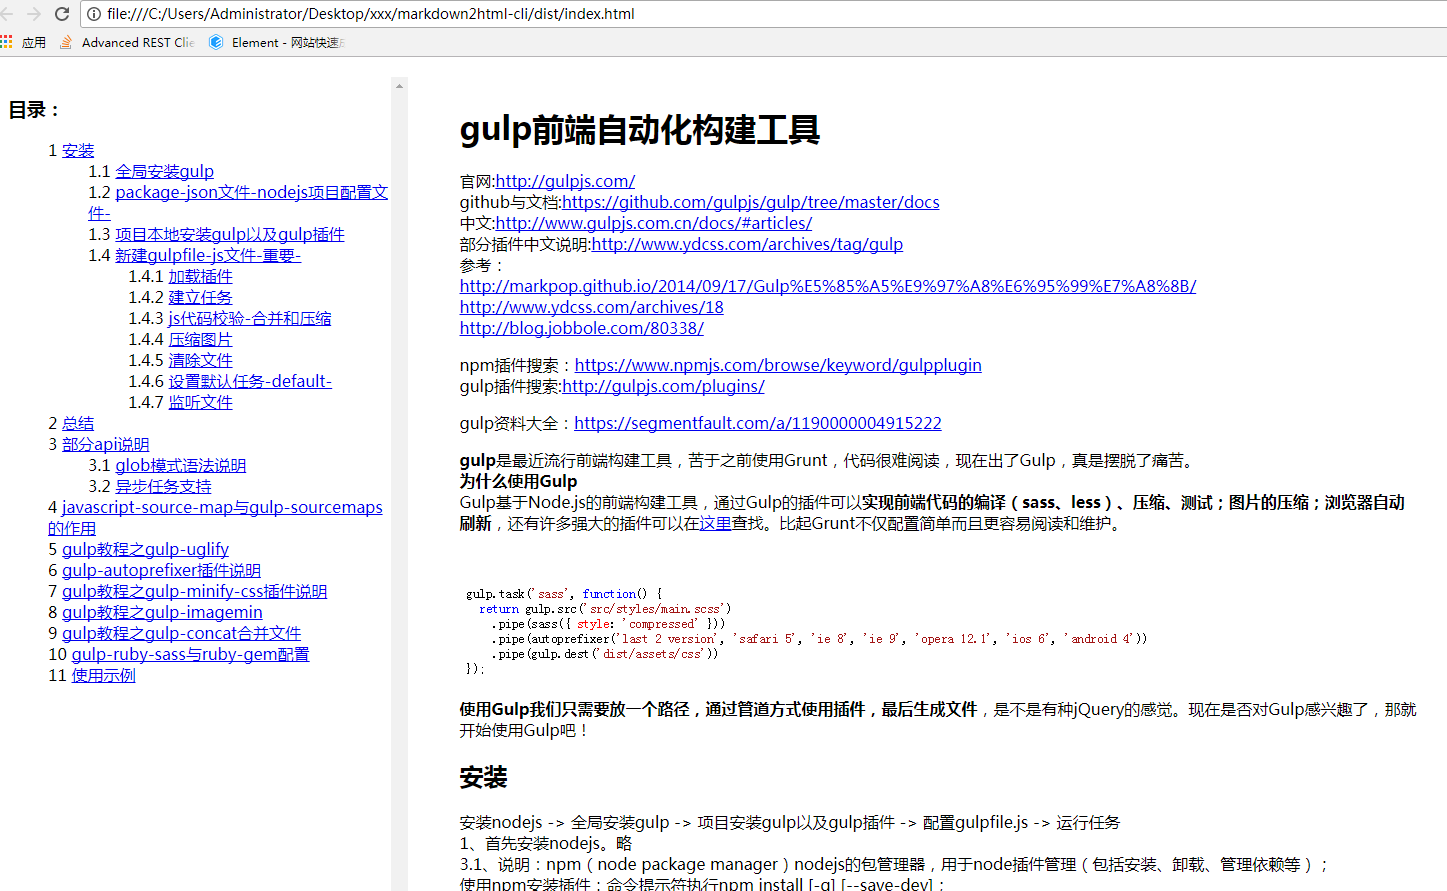 file:///C:/Users/Administrator/Desktop/xxx/markdown2html-cli/dist/index.html
应用 Advanced REST Clie Element - 网站快速
目录：
1 安装
1.1 全局安装gulp
1.2 package-json文件-nodejs项目配置文
件-
1.3 项目本地安装gulp以及gulp插件
1.4 新建gulpfile-js文件-重要-
1.4.1 加载插件
1.4.2 建立任务
1.4.3 js代码校验-合并和压缩
1.4.4 压缩图片
1.4.5 清除文件
1.4.6 设置默认任务-default-
1.4.7 监听文件
2 总结
3 部分api说明
3.1 glob模式语法说明
3.2 异步任务支持
4 javascript-source-map与gulp-sourcemaps
的作用
5 gulp教程之gulp-uglify
6 gulp-autoprefixer插件说明
7 gulp教程之gulp-minify-css插件说明
8 gulp教程之gulp-imagemin
9 gulp教程之gulp-concat合并文件
10 gulp-ruby-sass与ruby-gem配置
11 使用示例
gulp前端自动化构建工具
官网:http://gulpjs.com/
github与文档:https://github.com/gulpjs/gulp/tree/master/docs
中文:http://www.gulpjs.com.cn/docs/#articles/
部分插件中文说明:http://www.ydcss.com/archives/tag/gulp
参考：
http://markpop.github.io/2014/09/17/Gulp%E5%85%A5%E9%97%A8%E6%95%99%E7%A8%8B/
http://www.ydcss.com/archives/18
http://blog.jobbole.com/80338/
npm插件搜索：https://www.npmjs.com/browse/keyword/gulpplugin
gulp插件搜索:http://gulpjs.com/plugins/
gulp资料大全：https://segmentfault.com/a/1190000004915222
gulp是最近流行前端构建工具，苦于之前使用Grunt，代码很难阅读，现在出了Gulp，真是摆脱了痛苦。
为什么使用Gulp
Gulp基于Node.js的前端构建工具，通过Gulp的插件可以实现前端代码的编译（sass、less）、压缩、测试；图片的压缩；浏览器自动
刷新，还有许多强大的插件可以在这里查找。比起Grunt不仅配置简单而且更容易阅读和维护。
gulp.task('sass', function() {
return gulp.src('src/styles/main.scss')
.pipe(sass({ style: 'compressed' }))
.pipe(autoprefixer('last 2 version', 'safari 5', 'ie 8', 'ie 9', 'opera 12.1', 'ios 6', 'android 4'))
.pipe(gulp.dest('dist/assets/css'))
});
使用Gulp我们只需要放一个路径，通过管道方式使用插件，最后生成文件，是不是有种jQuery的感觉。现在是否对Gulp感兴趣了，那就
开始使用Gulp吧！
安装
安装nodejs -> 全局安装gulp -> 项目安装gulp以及gulp插件 -> 配置gulpfile.js -> 运行任务
1、首先安装nodejs。略
3.1、说明：npm（node package manager）nodejs的包管理器，用于node插件管理（包括安装、卸载、管理依赖等）；
使用npm安装插件：命令提示符执行npm install [-g] [--save-dev]；